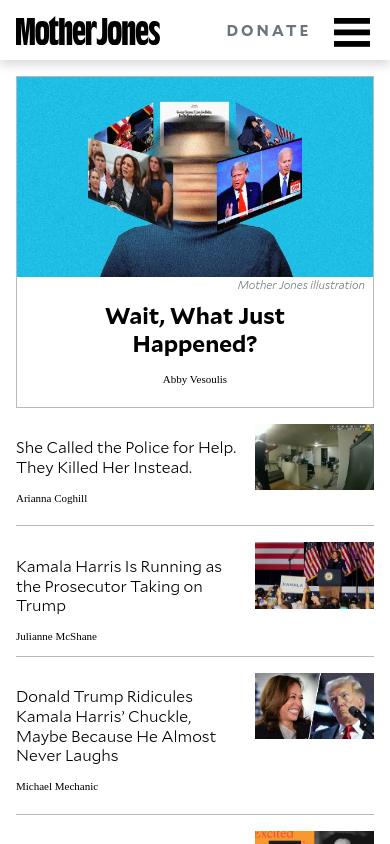 Mother Jones
DONATE
Mother Jones illustration
Wait, What Just
Happened?
Abby Vesoulis
She Called the Police for Help.
They Killed Her Instead.
Arianna Coghill
Kamala Harris Is Running as
the Prosecutor Taking on
Trump
KAMALA
Julianne McShane
Donald Trump Ridicules
Kamala Harris’ Chuckle,
Maybe Because He Almost
Never Laughs
Michael Mechanic
excited